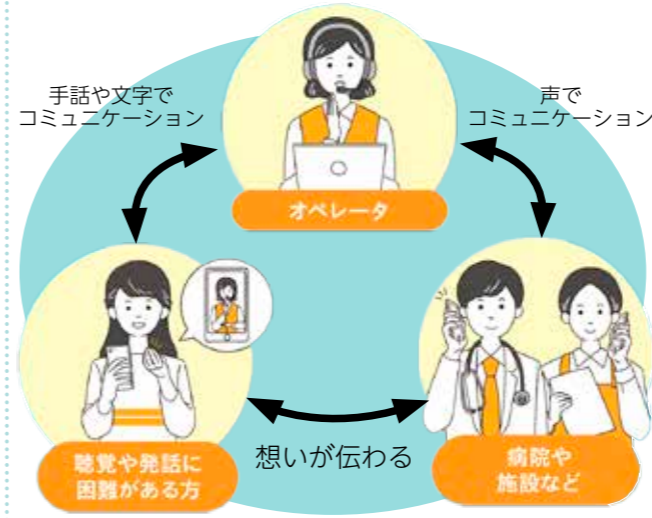 手話や文字で
コミュニケーション
声で
コミュニケーション
オペレータ
聴覚や発話に
困難がある方
想いが伝わる
病院や
施設など